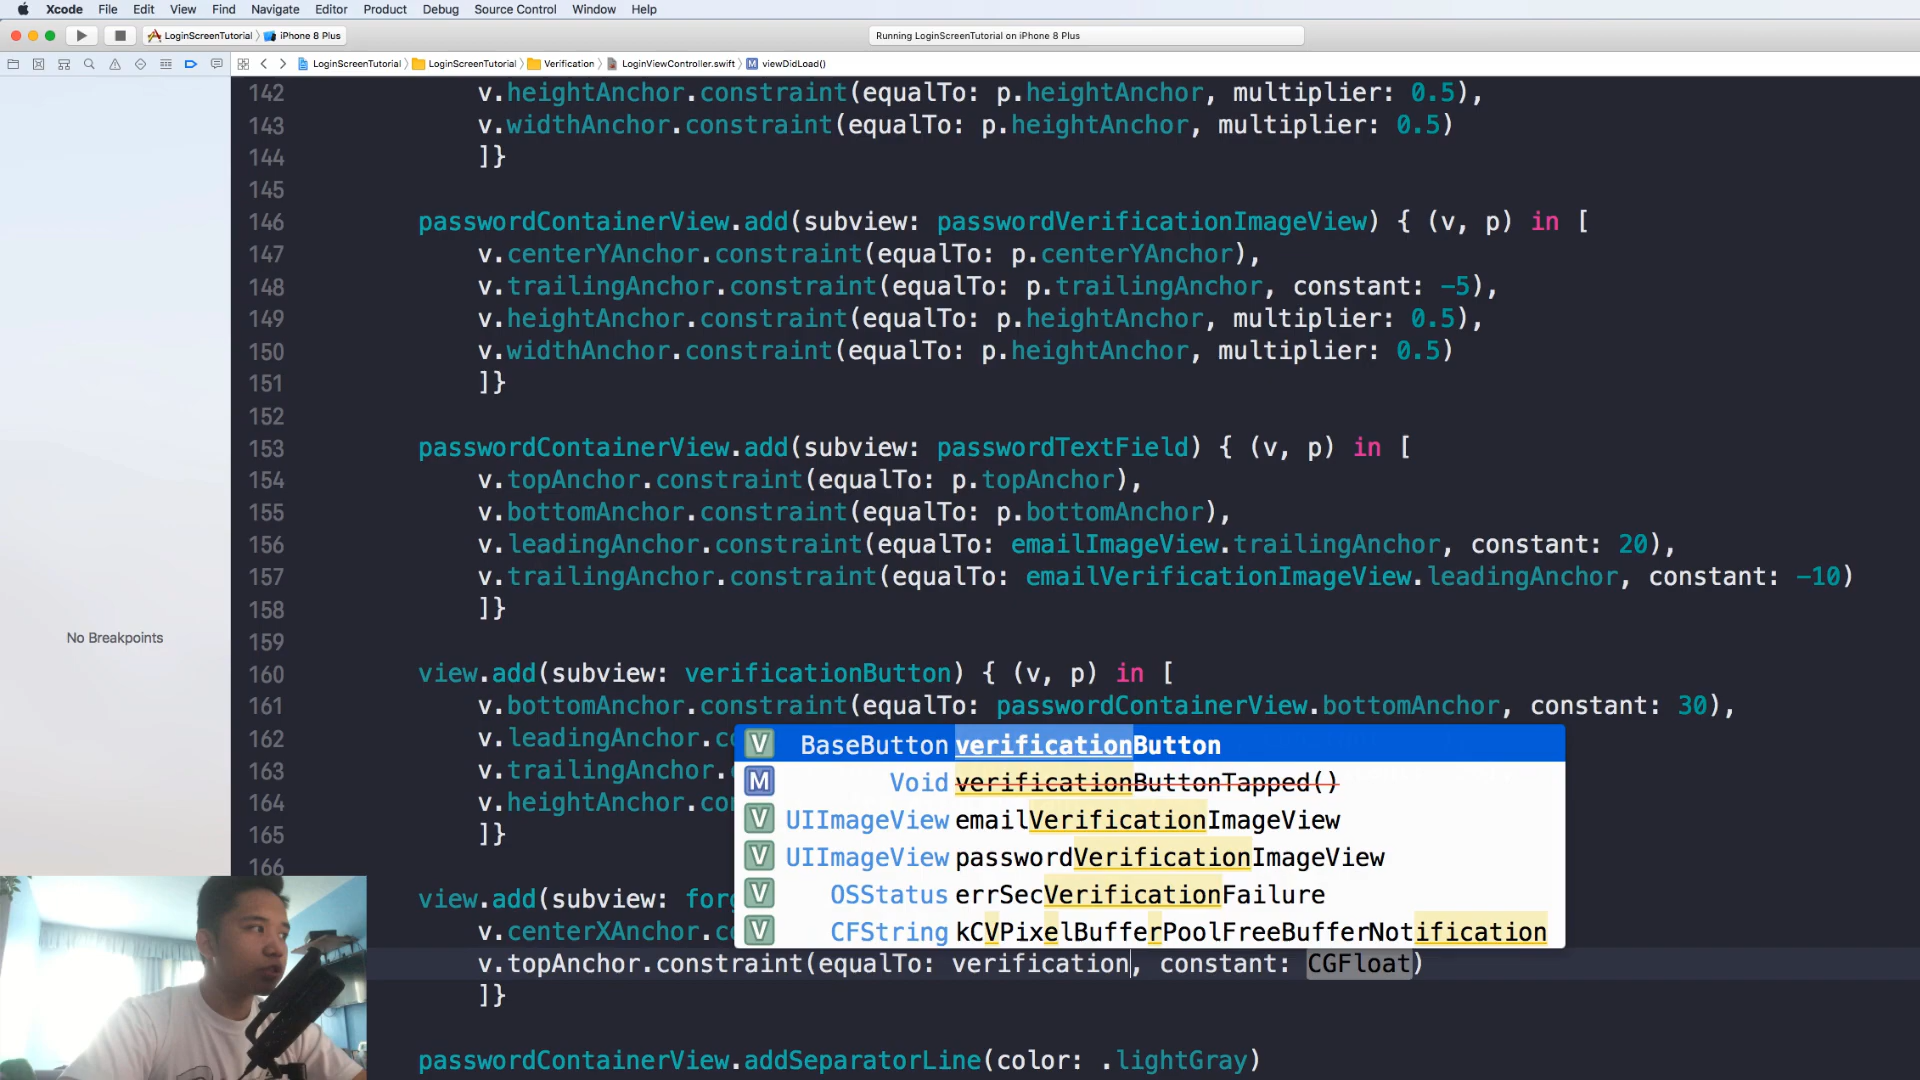 Xcode File Edit View Find Navigate Editor Product Debug Source Control Window Help
LoginScreenTutorial iPhone 8 Plus Running LoginScreenTutorial on iPhone 8 Plus
LoginScreenTutorial LoginScreenTutorial Verification LoginViewController.swift M viewDidLoad()
142 v.heightAnchor.constraint(equalTo: p.heightAnchor, multiplier: 0.5),
143 v.widthAnchor.constraint(equalTo: p.heightAnchor, multiplier: 0.5)
144 ]}
145
146 passwordContainerView.add(subview: passwordVerificationImageView) { (v, p) in [
147 v.centerYAnchor.constraint(equalTo: p.centerYAnchor),
148 v.trailingAnchor.constraint(equalTo: p.trailingAnchor, constant: -5),
149 v.heightAnchor.constraint(equalTo: p.heightAnchor, multiplier: 0.5),
150 v.widthAnchor.constraint(equalTo: p.heightAnchor, multiplier: 0.5)
151 ]}
152
153 passwordContainerView.add(subview: passwordTextField) { (v, p) in [
154 v.topAnchor.constraint(equalTo: p.topAnchor),
155 v.bottomAnchor.constraint(equalTo: p.bottomAnchor),
156 v.leadingAnchor.constraint(equalTo: emailImageView.trailingAnchor, constant: 20),
157 v.trailingAnchor.constraint(equalTo: emailVerificationImageView.leadingAnchor, constant: -10)
158 ]}
159
No Breakpoints
160 view.add(subview: verificationButton) { (v, p) in [
161 v.bottomAnchor.constraint(equalTo: passwordContainerView.bottomAnchor, constant: 30),
162 v.leadingAnchor.co
163 v.trailingAnchor.
164 v.heightAnchor.co
165 ]}
166
V BaseButton verificationButton
M Void verificationButtonTapped()
V UIImageView emailVerificationImageView
V UIImageView passwordVerificationImageView
V OSStatus errSecVerificationFailure
V CFString kCVPixelBufferPoolFreeBufferNotification
view.add(subview: forg
v.centerXAnchor.co
v.topAnchor.constraint(equalTo: verification, constant: CGFloat)
]}
passwordContainerView.addSeparatorLine(color: .lightGray)